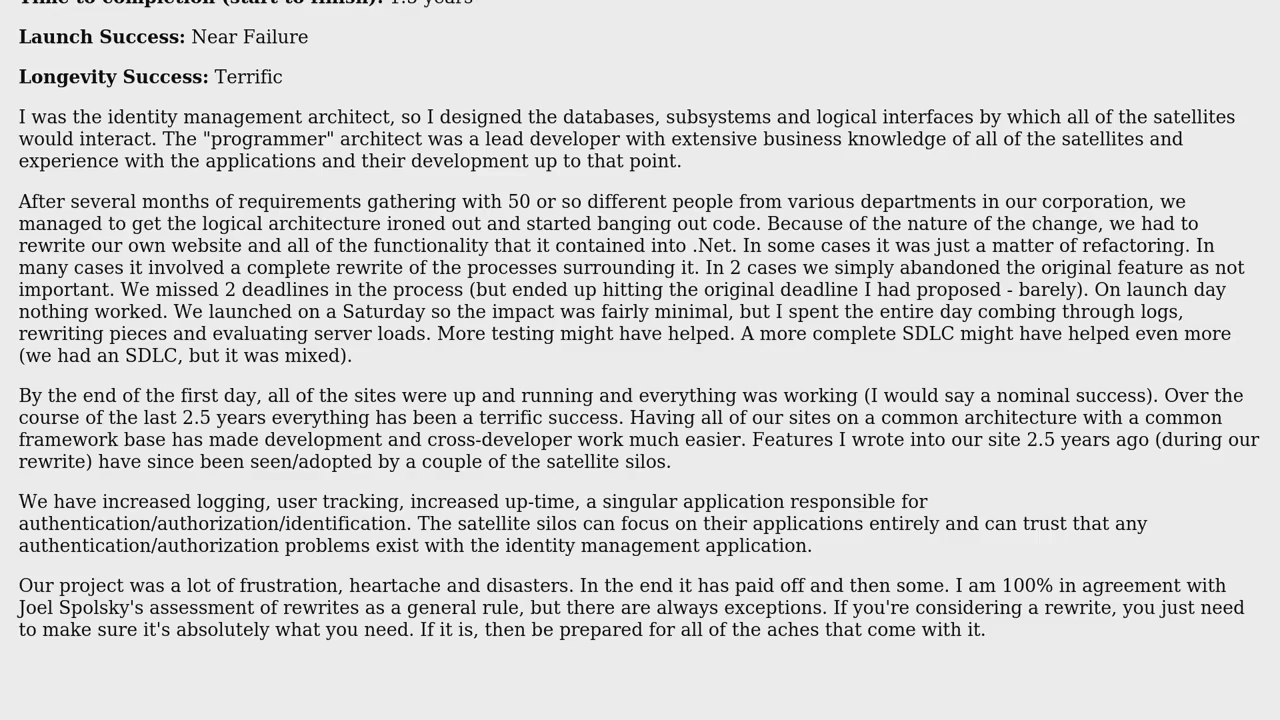 Time to completion (start to finish): 1.5 years
Launch Success: Near Failure
Longevity Success: Terrific
I was the identity management architect, so I designed the databases, subsystems and logical interfaces by which all of the satellites
would interact. The "programmer" architect was a lead developer with extensive business knowledge of all of the satellites and
experience with the applications and their development up to that point.
After several months of requirements gathering with 50 or so different people from various departments in our corporation, we
managed to get the logical architecture ironed out and started banging out code. Because of the nature of the change, we had to
rewrite our own website and all of the functionality that it contained into .Net. In some cases it was just a matter of refactoring. In
many cases it involved a complete rewrite of the processes surrounding it. In 2 cases we simply abandoned the original feature as not
important. We missed 2 deadlines in the process (but ended up hitting the original deadline I had proposed - barely). On launch day
nothing worked. We launched on a Saturday so the impact was fairly minimal, but I spent the entire day combing through logs,
rewriting pieces and evaluating server loads. More testing might have helped. A more complete SDLC might have helped even more
(we had an SDLC, but it was mixed).
By the end of the first day, all of the sites were up and running and everything was working (I would say a nominal success). Over the
course of the last 2.5 years everything has been a terrific success. Having all of our sites on a common architecture with a common
framework base has made development and cross-developer work much easier. Features I wrote into our site 2.5 years ago (during our
rewrite) have since been seen/adopted by a couple of the satellite silos.
We have increased logging, user tracking, increased up-time, a singular application responsible for
authentication/authorization/identification. The satellite silos can focus on their applications entirely and can trust that any
authentication/authorization problems exist with the identity management application.
Our project was a lot of frustration, heartache and disasters. In the end it has paid off and then some. I am 100% in agreement with
Joel Spolsky's assessment of rewrites as a general rule, but there are always exceptions. If you're considering a rewrite, you just need
to make sure it's absolutely what you need. If it is, then be prepared for all of the aches that come with it.